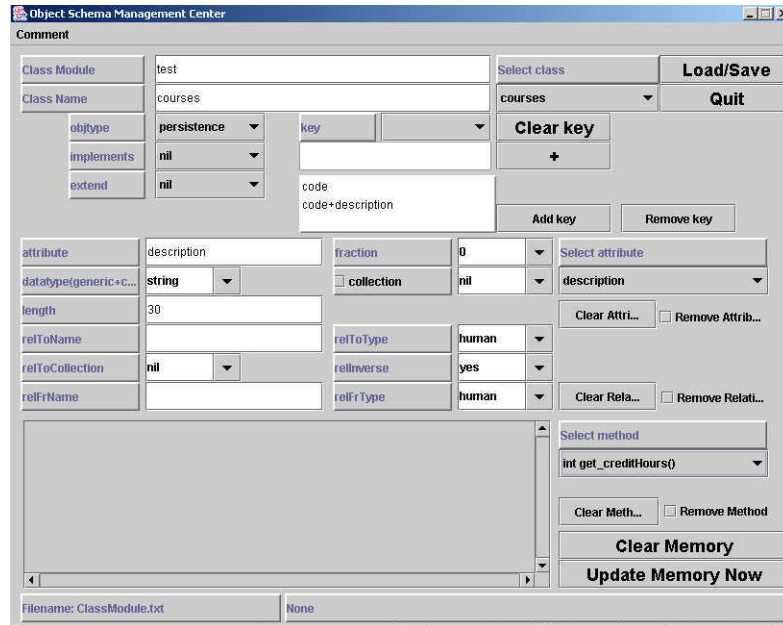 Object Schema Management Center
Comment
Class Module test Select class Load/Save
Class Name courses courses Quit
objtype persistence key Clear key
implements nil +
extend nil
code
code+description
Add key Remove key
attribute description fraction 0 Select attribute
datatype(generic+c... string collection nil description
length 30 Clear Attri... Remove Attrib...
relToName relToType human
relToCollection nil relInverse yes
relFrName relFrType human Clear Rela... Remove Relati...
Select method
int get_creditHours()
Clear Meth... Remove Method
Clear Memory
Update Memory Now
Filename: ClassModule.txt None